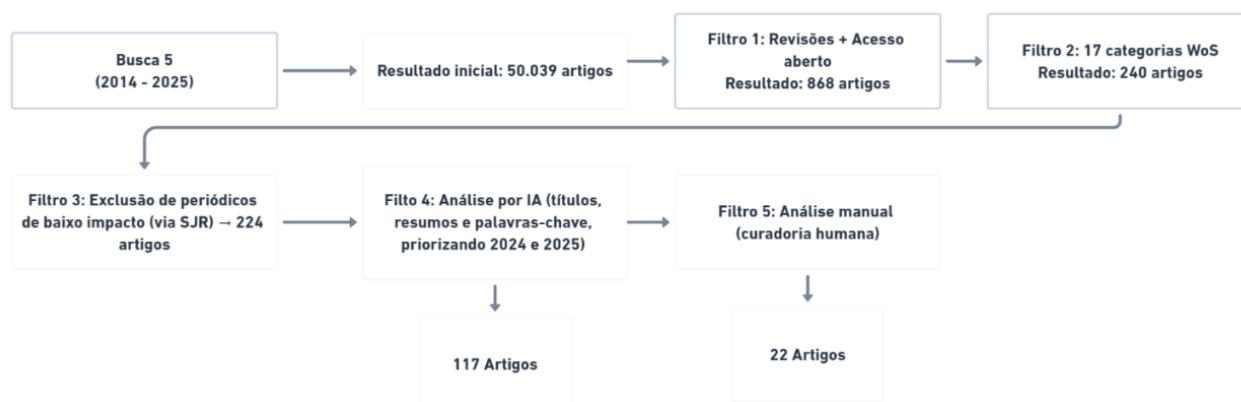 Busca 5
(2014 - 2025)
Resultado inicial: 50.039 artigos
Filtro 1: Revisões + Acesso
aberto
Resultado: 868 artigos
Filtro 2: 17 categorias WoS
Resultado: 240 artigos
Filtro 3: Exclusão de periódicos
de baixo impacto (via SJR) → 224
artigos
Filto 4: Análise por IA (títulos,
resumos e palavras-chave,
priorizando 2024 e 2025)
Filtro 5: Análise manual
(curadoria humana)
117 Artigos
22 Artigos